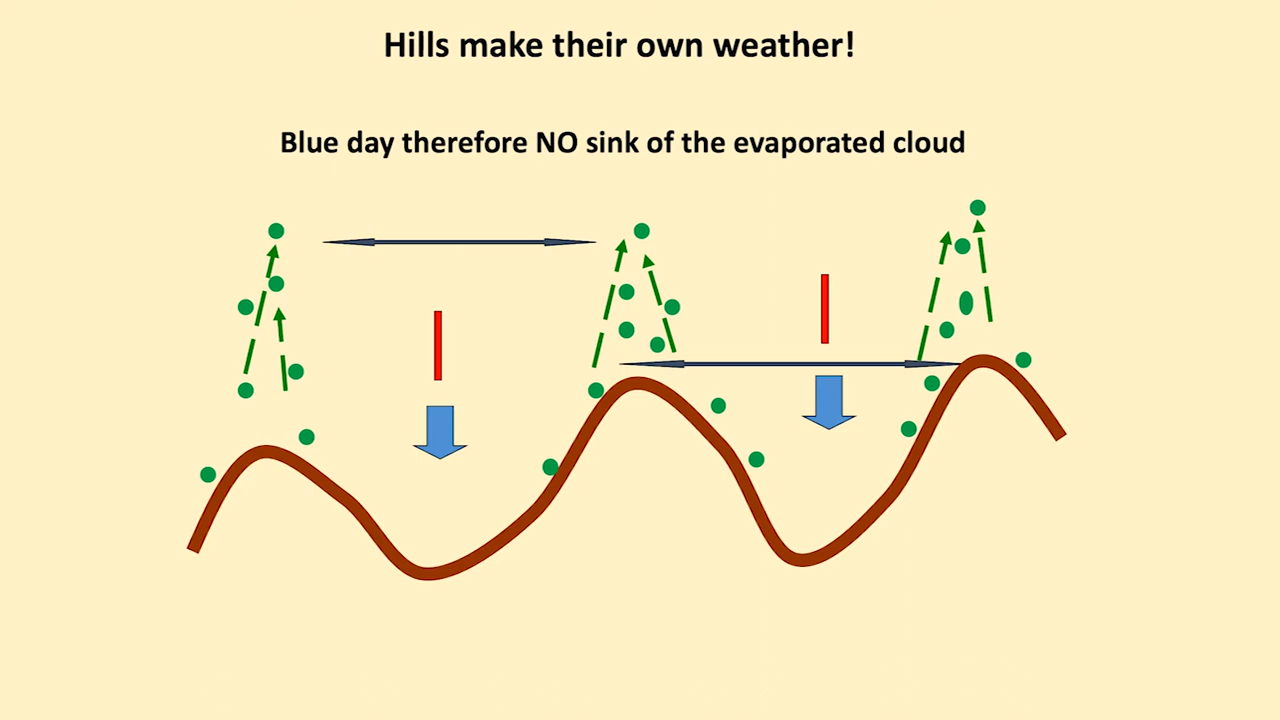 Hills make their own weather!
Blue day therefore NO sink of the evaporated cloud